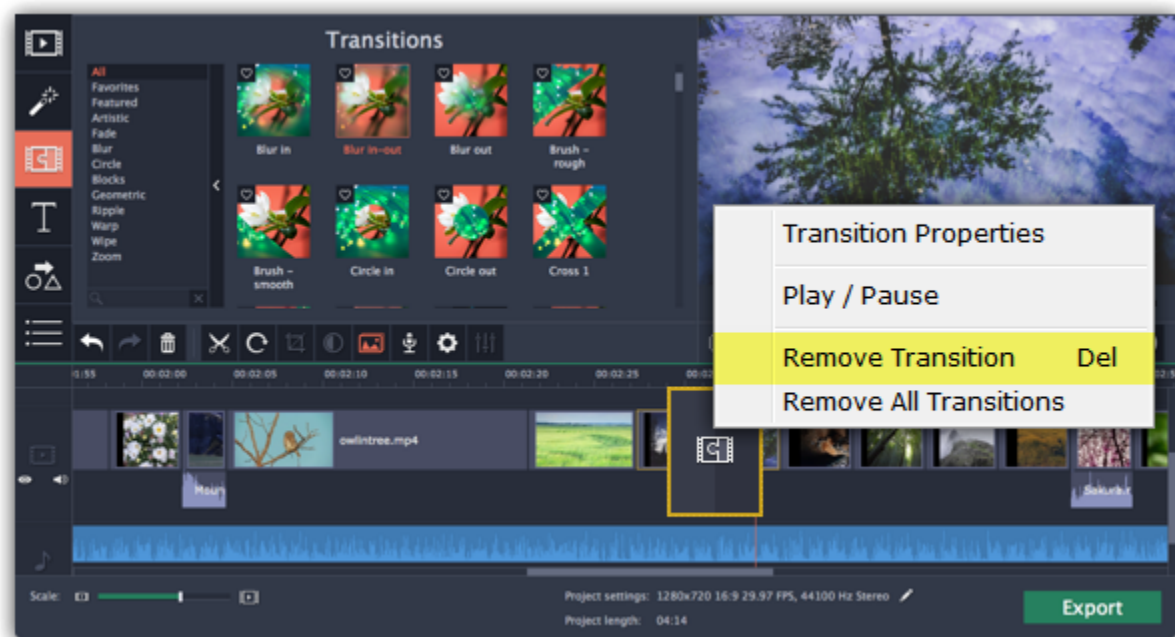 Transitions
All
Favorites
Featured
Artistic
Fade
Blur
Circle
Blocks
Geometric
Ripple
Warp
Wipe
Zoom
Blur in
Blur in-out
Blur out
Brush –
rough
Brush –
smooth
Circle in
Circle out
Cross 1
Transition Properties
Play / Pause
Remove Transition Del
Remove All Transitions
00:02:00
00:02:05
00:02:10
00:02:15
00:02:20
00:02:25
owlintree.mp4
Scale:
Project settings: 1280x720 16:9 29.97 FPS, 44100 Hz Stereo
Project length: 04:14
Export